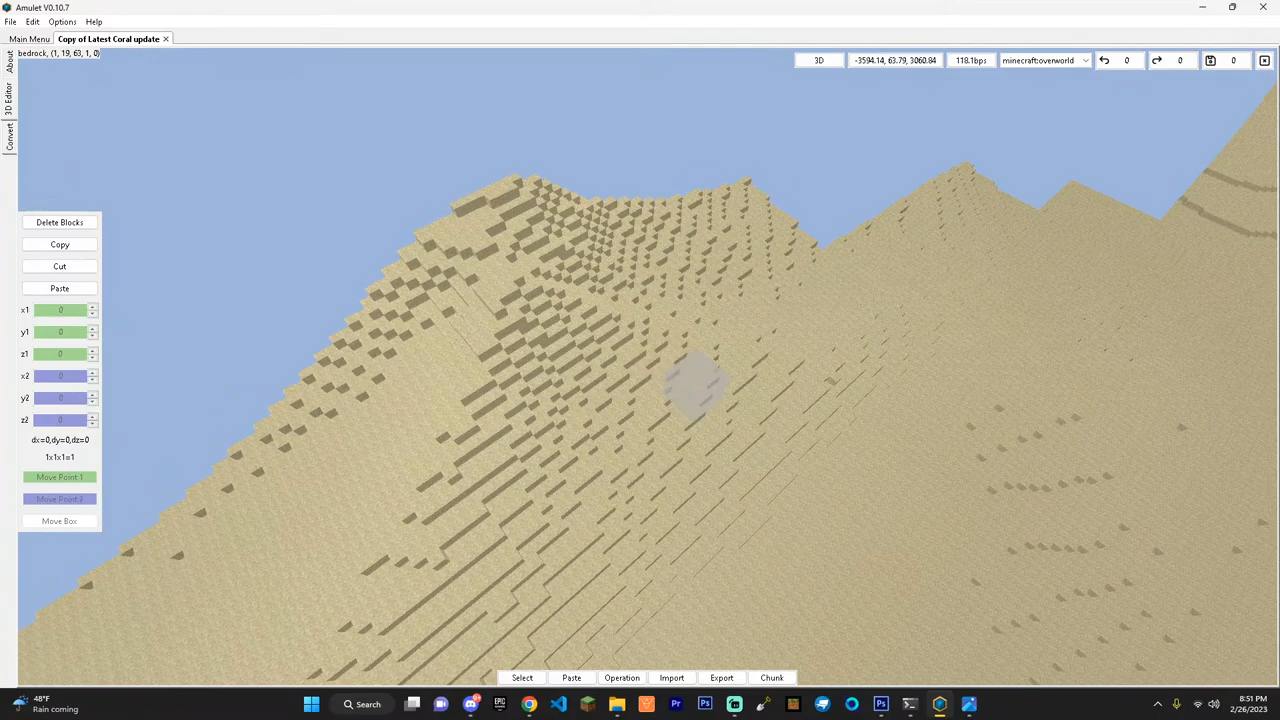 Amulet V0.10.7
File Edit Options Help
Main Menu Copy of Latest Coral update
bedrock, (1, 19, 63, 1, 0)
3D -3594.14, 63.79, 3060.84 118.1bps minecraft:overworld 0 0 0
About
3D Editor
Convert
Delete Blocks
Copy
Cut
Paste
x1 0
y1 0
z1 0
x2 0
y2 0
z2 0
dx=0,dy=0,dz=0
1x1x1=1
Move Point 1
Move Point 2
Move Box
Select Paste Operation Import Export Chunk
48°F
Rain coming
Search
8:51 PM
2/26/2023